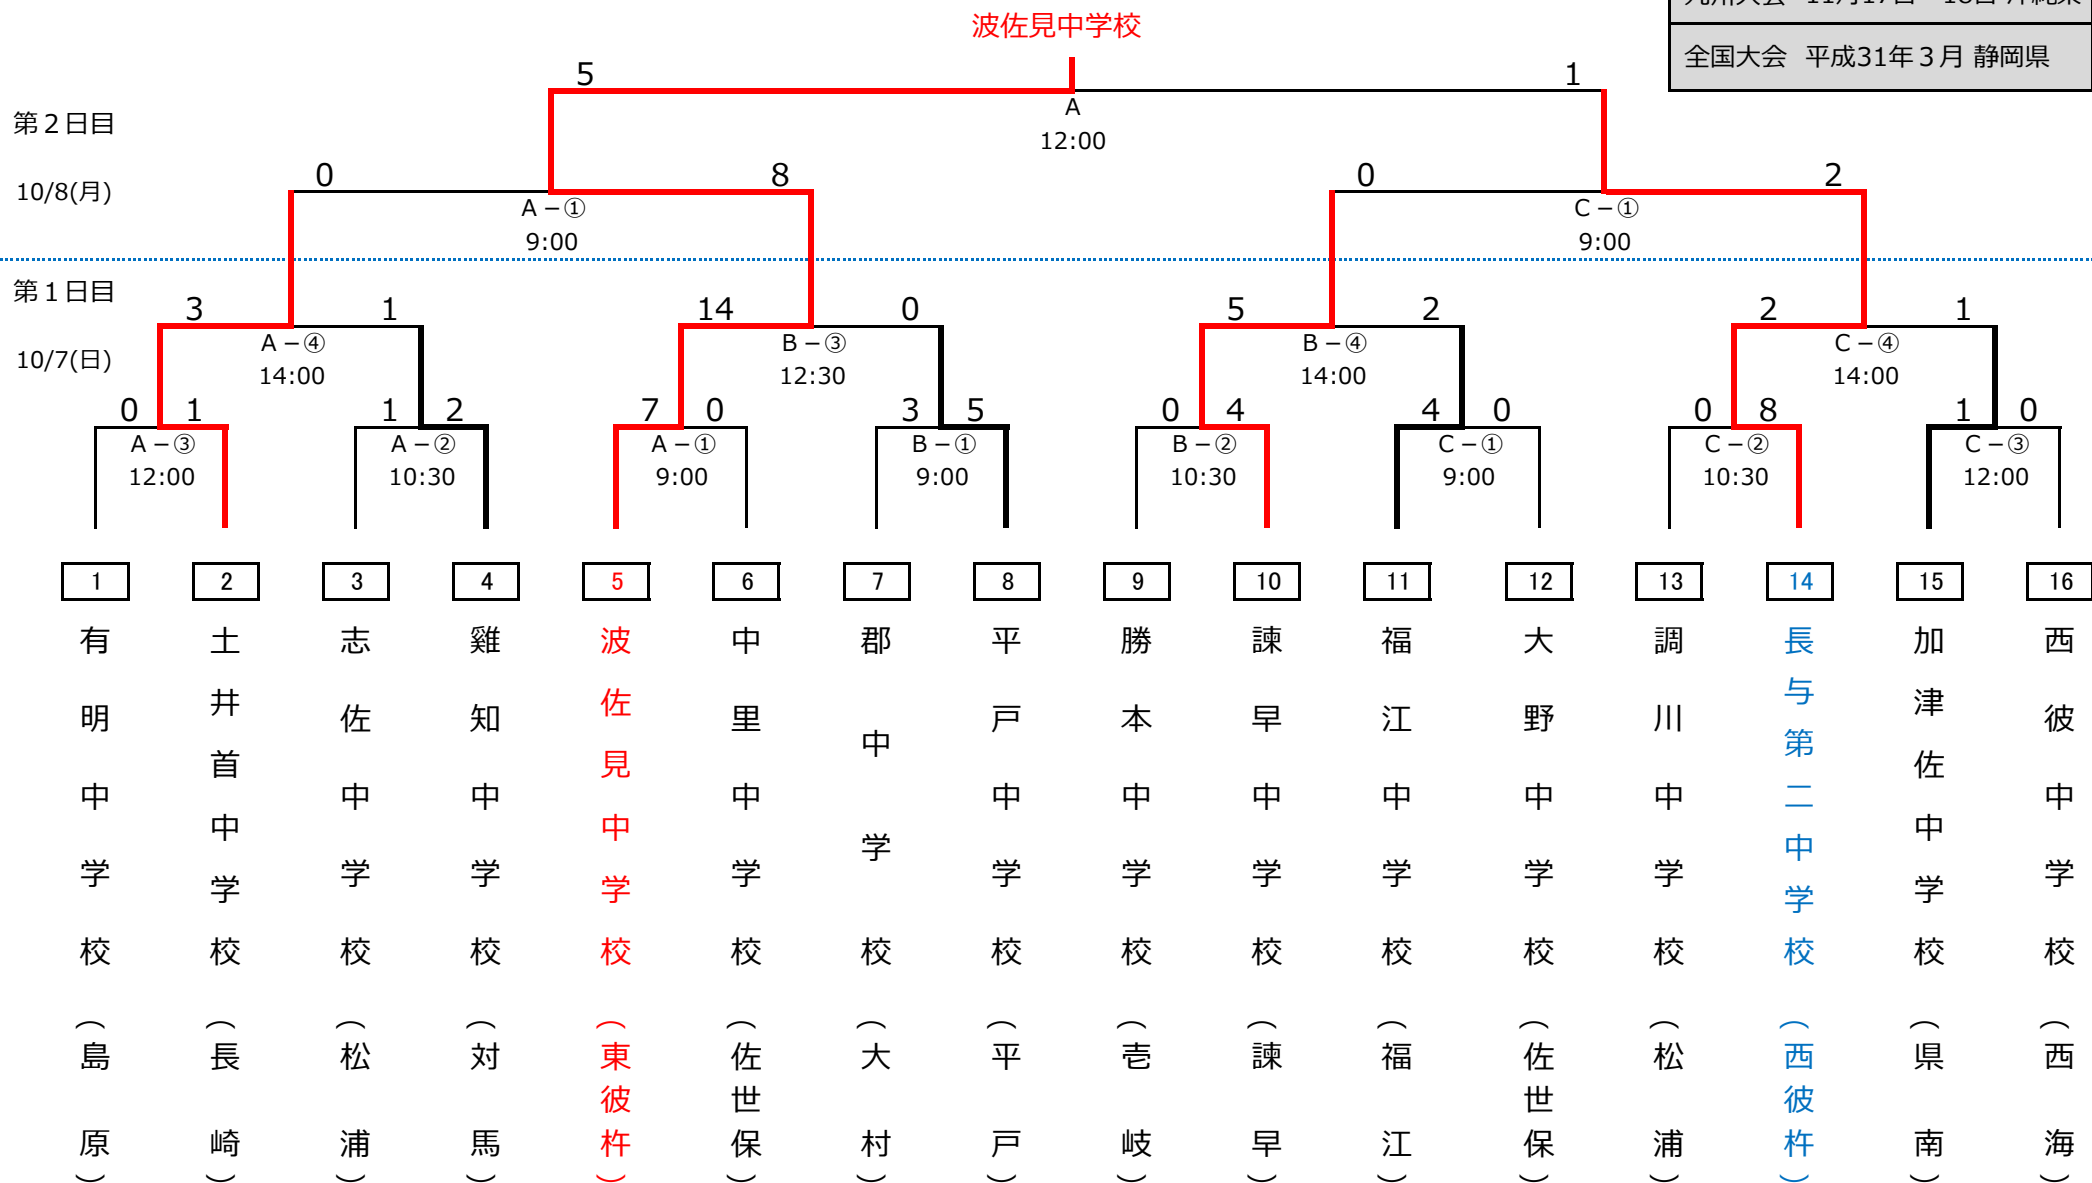 波佐見中学校
全国大会 平成31年３月 静岡県
5 1
A
12:00
第２日目
10/8(月)
0 8 0 2
A－① C－①
9:00 9:00
第１日目
10/7(日)
3 1 14 0 5 2 2 1
A－④ B－③ B－④ C－④
14:00 12:30 14:00 14:00
0 1 1 2 7 0 3 5 0 4 4 0 0 8 1 0
A－③ A－② A－① B－① B－② C－① C－② C－③
12:00 10:30 9:00 9:00 10:30 9:00 10:30 12:00
1 2 3 4 5 6 7 8 9 10 11 12 13 14 15 16
有明中学校（島原）
土井首中学校（長崎）
志佐中学校（松浦）
雞知中学校（対馬）
波佐見中学校（東彼杵）
中里中学校（佐世保）
郡中学校（大村）
平戸中学校（平戸）
勝本中学校（壱岐）
諫早中学校（諫早）
福江中学校（福江）
大野中学校（佐世保）
調川中学校（松浦）
長与第二中学校（西彼杵）
加津佐中学校（県南）
西彼中学校（西海）